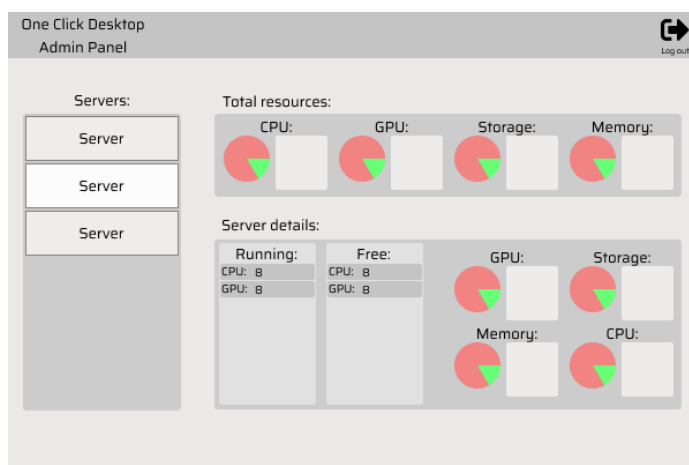 One Click Desktop
Admin Panel
Log out
Servers:
Server
Server
Server
Total resources:
CPU:
GPU:
Storage:
Memory:
Server details:
Running:
CPU: 8
GPU: 8
Free:
CPU: 8
GPU: 8
GPU:
Storage:
Memory:
CPU: